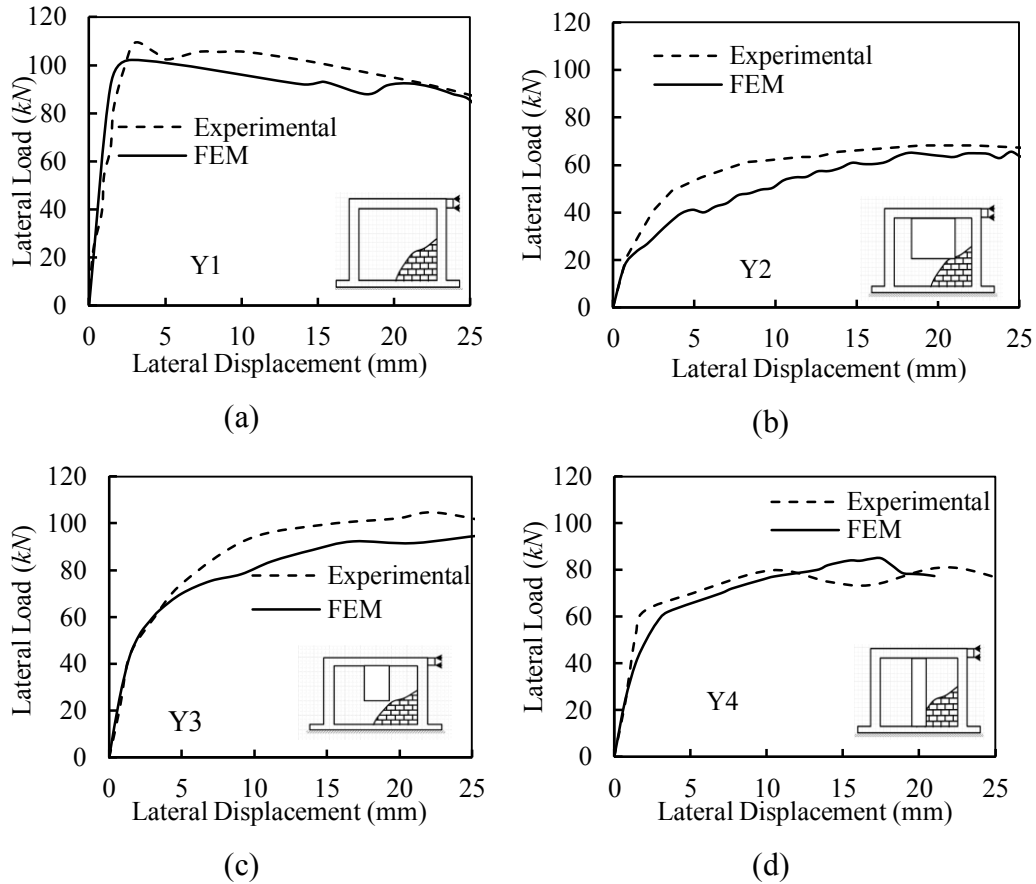 120
100
80
60
40
20
0
Lateral Load (kN)
Experimental
FEM
Y1
0 5 10 15 20 25
Lateral Displacement (mm)
(a)
120
100
80
60
40
20
0
Lateral Load (kN)
Experimental
FEM
Y2
0 5 10 15 20 25
Lateral Displacement (mm)
(b)
120
100
80
60
40
20
0
Lateral Load (kN)
Experimental
FEM
Y3
0 5 10 15 20 25
Lateral Displacement (mm)
(c)
120
100
80
60
40
20
0
Lateral Load (kN)
Experimental
FEM
Y4
0 5 10 15 20 25
Lateral Displacement (mm)
(d)